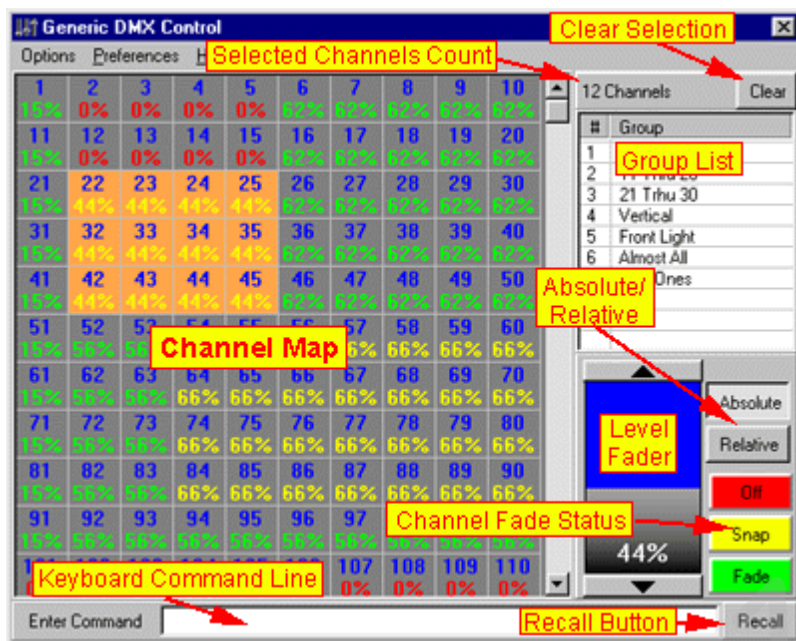 Generic DMX Control
Clear Selection
Options Preferences H
Selected Channels Count
12 Channels Clear
1 2 3 4 5 6 7 8 9 10
15% 0% 0% 0% 0% 62% 62% 62% 62% 62%
# Group
11 12 13 14 15 16 17 18 19 20
15% 0% 0% 0% 0% 62% 62% 62% 62% 62%
1
Group List
2
21 22 23 24 25 26 27 28 29 30
15% 44% 44% 44% 44% 62% 62% 62% 62% 62%
3 21 Trhu 30
4 Vertical
31 32 33 34 35 36 37 38 39 40
15% 44% 44% 44% 44% 62% 62% 62% 62% 62%
5 Front Light
6 Almost All
Ones
41 42 43 44 45 46 47 48 49 50
15% 44% 44% 44% 44% 62% 62% 62% 62% 62%
Absolute/
Relative
51 52 53 57 58 59 60
15% 56% 56% 66% 66% 66%
Channel Map
61 62 63 64 65 66 67 68 69 70
15% 56% 56% 66% 66% 66% 66% 66% 66% 66%
Absolute
71 72 73 74 75 76 77 78 79 80
15% 56% 56% 66% 66% 66% 66% 66% 66% 66%
Level
Fader
Relative
81 82 83 84 85 86 87 88 89 90
15% 56% 56% 66% 66% 66% 66% 66% 66% 66%
Off
91 92 93 94 95 96 97
15% 56% 56% 56% 56% 56% 56% 56% 56% 56%
Channel Fade Status
Snap
44%
107 108 109 110
0% 0% 0% 0%
Keyboard Command Line
Fade
Enter Command
Recall Button
Recall